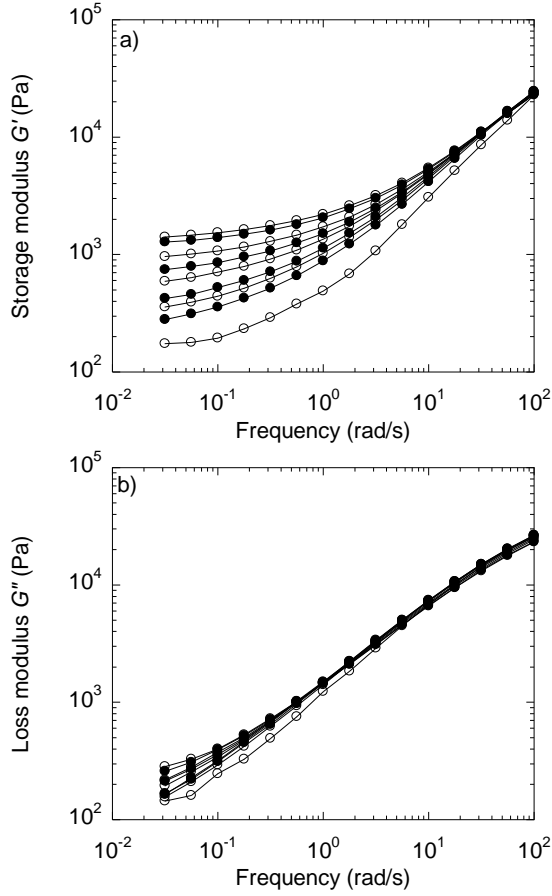 10^5
a)
10^4
10^3
10^2
Storage modulus G' (Pa)
10^-2 10^-1 10^0 10^1 10^2
Frequency (rad/s)
10^5
b)
10^4
10^3
10^2
Loss modulus G" (Pa)
10^-2 10^-1 10^0 10^1 10^2
Frequency (rad/s)